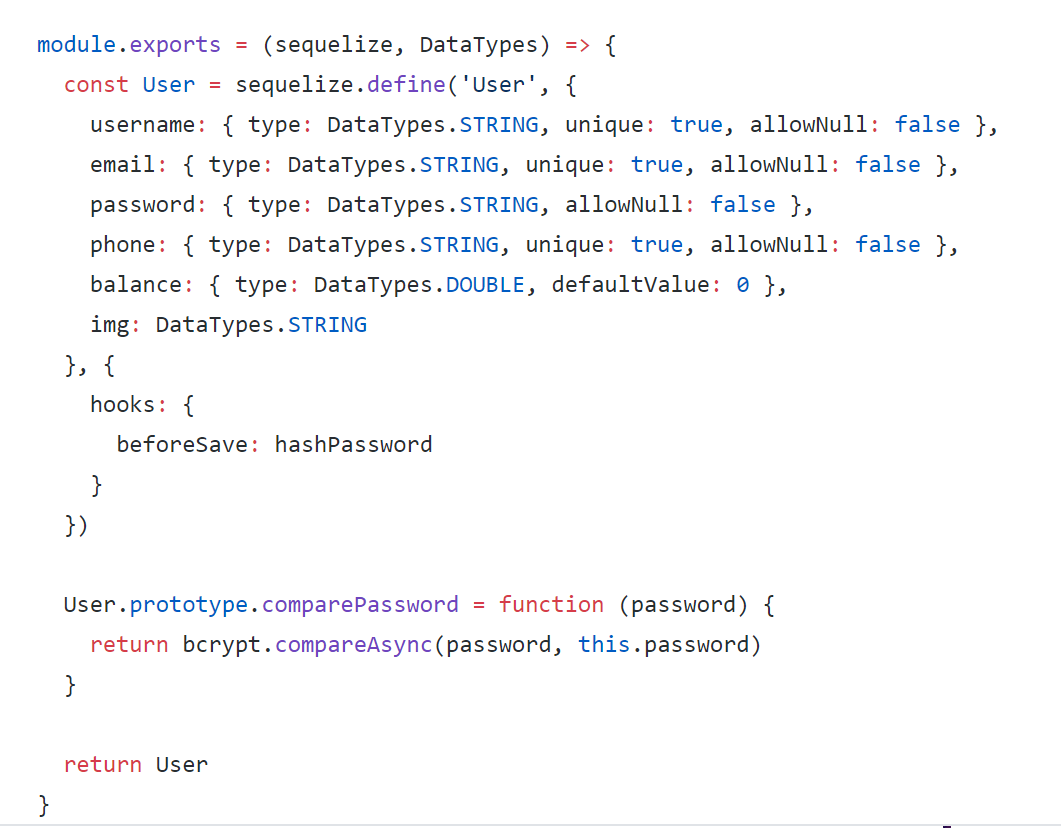 module.exports = (sequelize, DataTypes) => {
  const User = sequelize.define('User', {
    username: { type: DataTypes.STRING, unique: true, allowNull: false },
    email: { type: DataTypes.STRING, unique: true, allowNull: false },
    password: { type: DataTypes.STRING, allowNull: false },
    phone: { type: DataTypes.STRING, unique: true, allowNull: false },
    balance: { type: DataTypes.DOUBLE, defaultValue: 0 },
    img: DataTypes.STRING
  }, {
    hooks: {
      beforeSave: hashPassword
    }
  })

  User.prototype.comparePassword = function (password) {
    return bcrypt.compareAsync(password, this.password)
  }

  return User
}